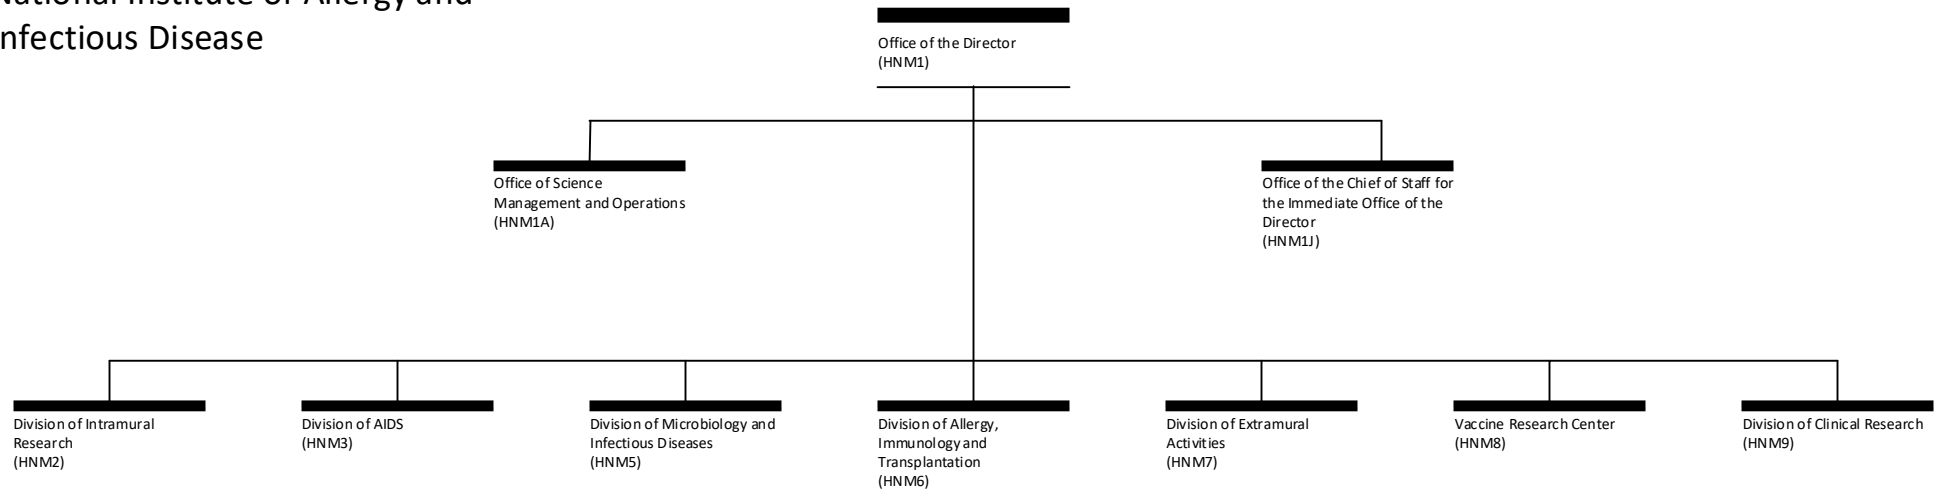 National Institute of Allergy and
Infectious Disease
Office of the Director
(HNM1)
Office of Science
Management and Operations
(HNM1A)
Office of the Chief of Staff for
the Immediate Office of the
Director
(HNM1J)
Division of Intramural
Research
(HNM2)
Division of AIDS
(HNM3)
Division of Microbiology and
Infectious Diseases
(HNM5)
Division of Allergy,
Immunology and
Transplantation
(HNM6)
Division of Extramural
Activities
(HNM7)
Vaccine Research Center
(HNM8)
Division of Clinical Research
(HNM9)